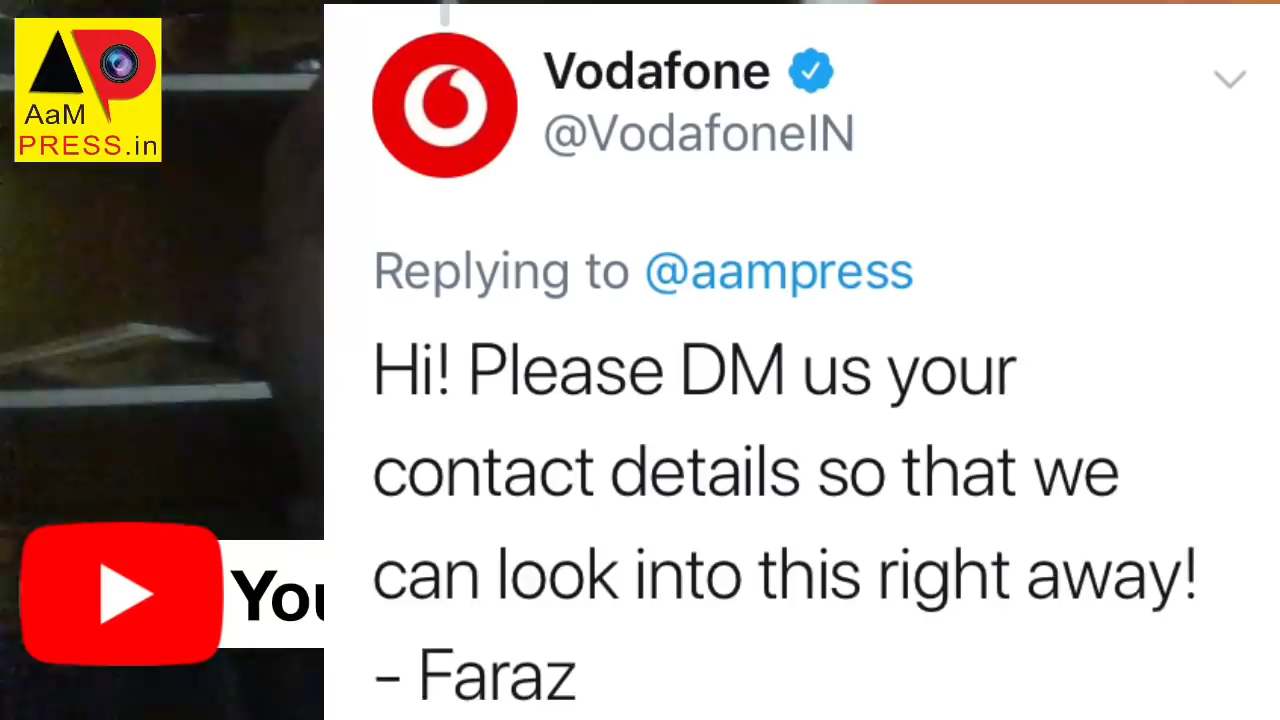 AaM
PRESS.in
Vodafone
@VodafoneIN
Replying to @aampress
Hi! Please DM us your
contact details so that we
can look into this right away!
- Faraz
You